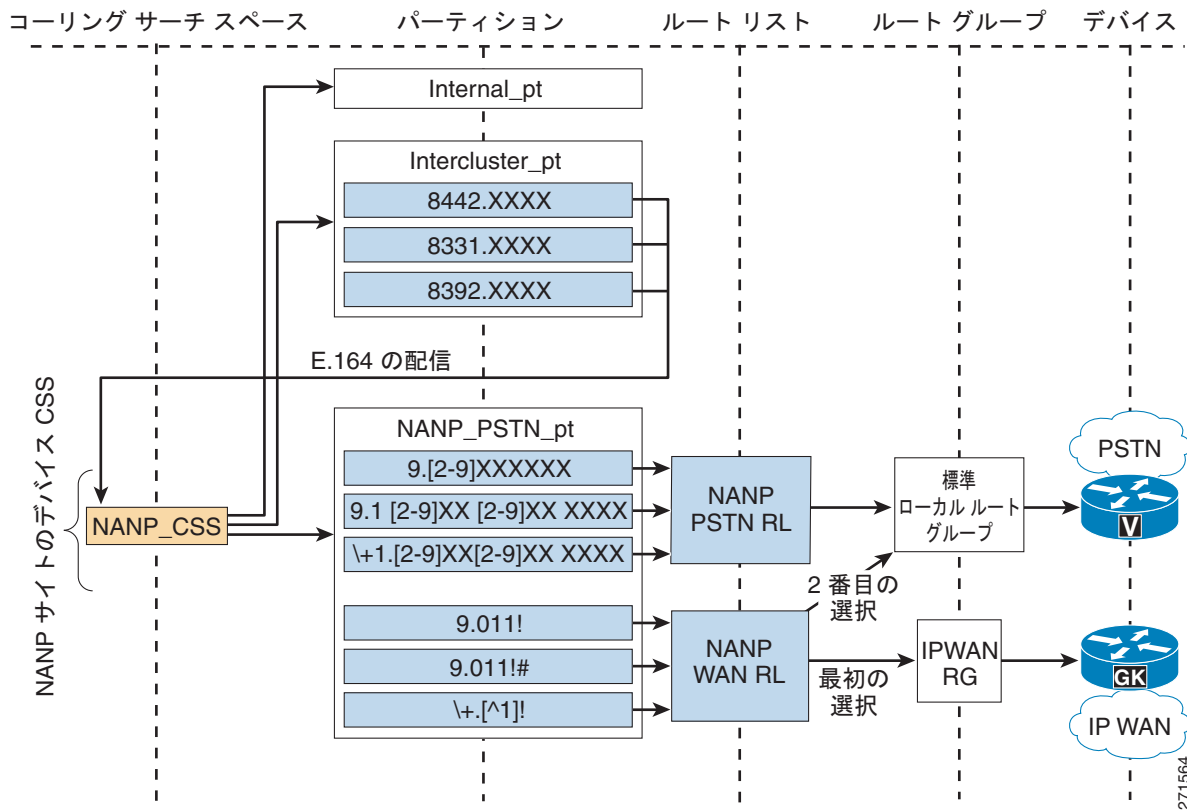 コーリング サーチ スペース
パーティション
ルート リスト
ルート グループ
デバイス
Internal_pt
Intercluster_pt
8442.XXXX
8331.XXXX
8392.XXXX
E.164 の配信
NANP サイトのデバイス CSS
NANP_CSS
NANP_PSTN_pt
9.[2-9]XXXXXX
9.1 [2-9]XX [2-9]XX XXXX
\+1.[2-9]XX[2-9]XX XXXX
9.011!
9.011!#
\+.[^1]!
NANP
PSTN RL
NANP
WAN RL
2 番目の
選択
最初の
選択
標準
ローカル ルート
グループ
IPWAN
RG
PSTN
V
GK
IP WAN
271564